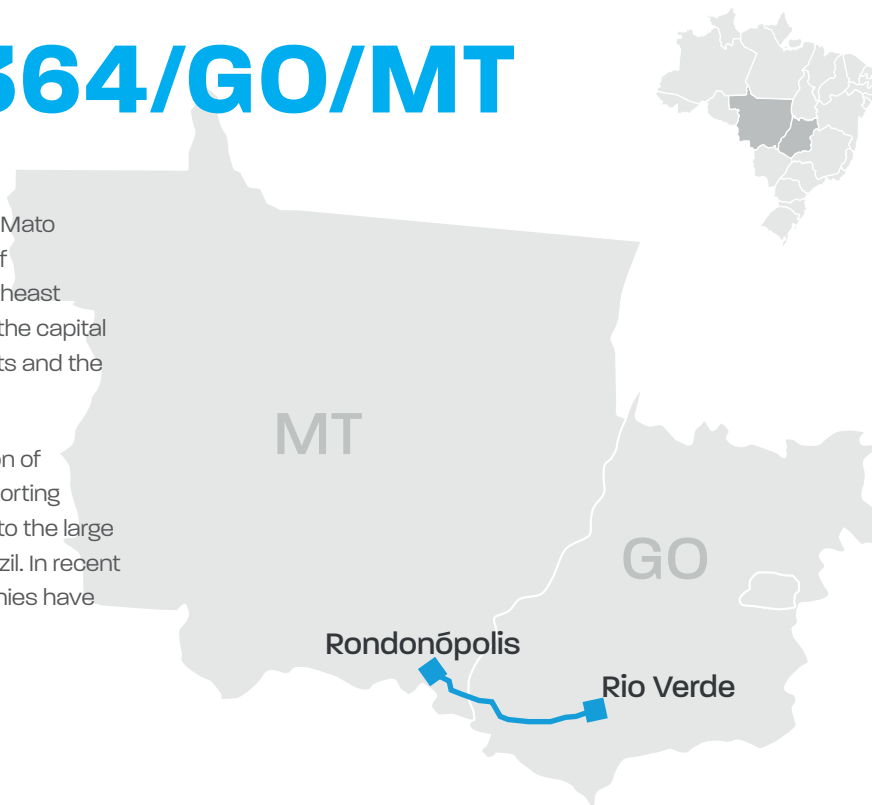 364/GO/MT
Mato
f
heast
the capital
ts and the
n of
orting
to the large
zil. In recent
nies have
MT
GO
Rondonópolis
Rio Verde